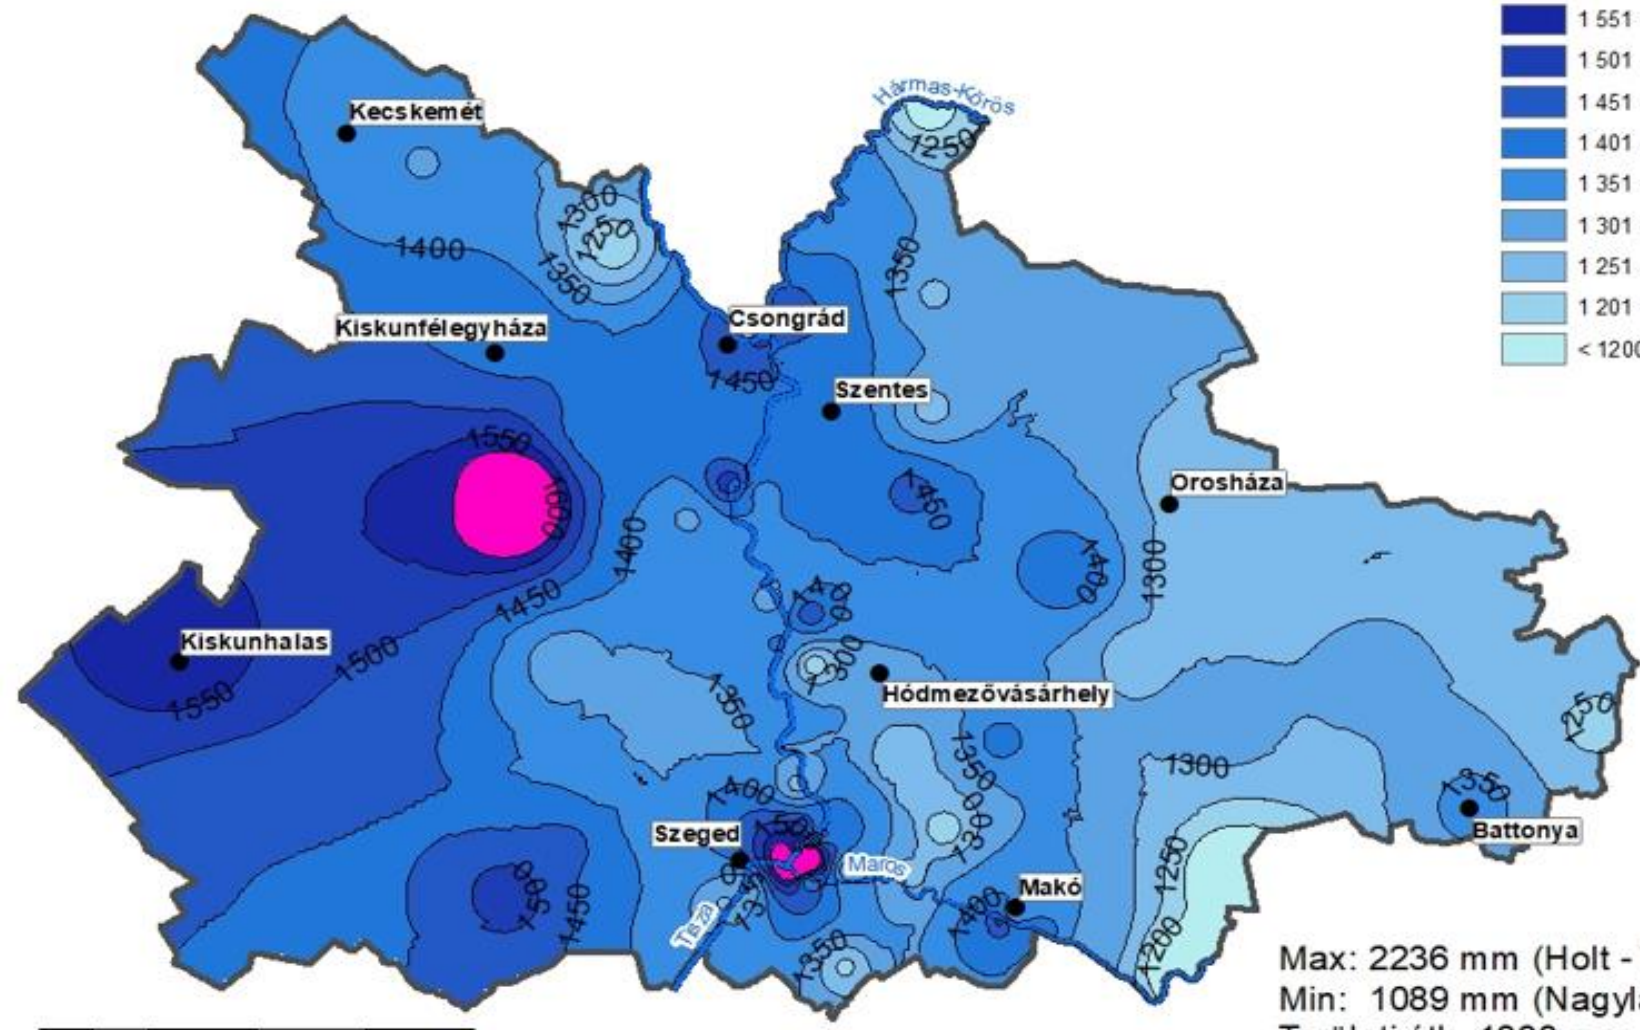 1 551
1 501
1 451
1 401
1 351
1 301
1 251
1 201
< 1200
Hármas-Körös
Kecskemét
1250
1300
1250
1400
1350
1350
Csongrád
Kiskunfélegyháza
1450
Szentes
1550
1600
1450
Orosháza
1400
1400
1300
1450
Kiskunhalas
1500
1300
1550
Hódmezővásárhely
1350
1250
1350
1300
1400
1350
Szeged
Battonya
1300
Maros
1250
Makó
1500
1450
1400
Tisza
1350
1200
Max: 2236 mm (Holt -
Min: 1089 mm (Nagyla